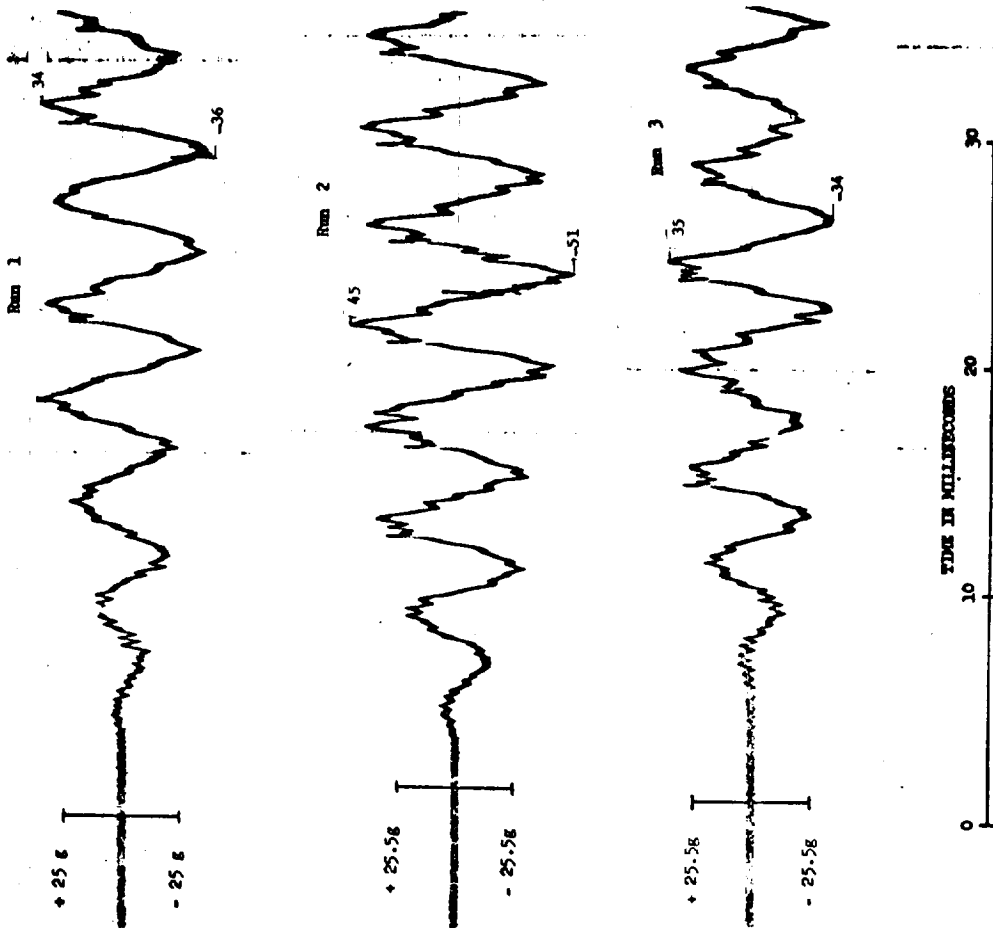 Run 1
+ 25 g
- 25 g
34
-36
Run 2
+ 25.5g
- 25.5g
45
-51
Run 3
+ 25.5g
- 25.5g
35
-34
0
10
20
30
TIME IN MILLISECONDS